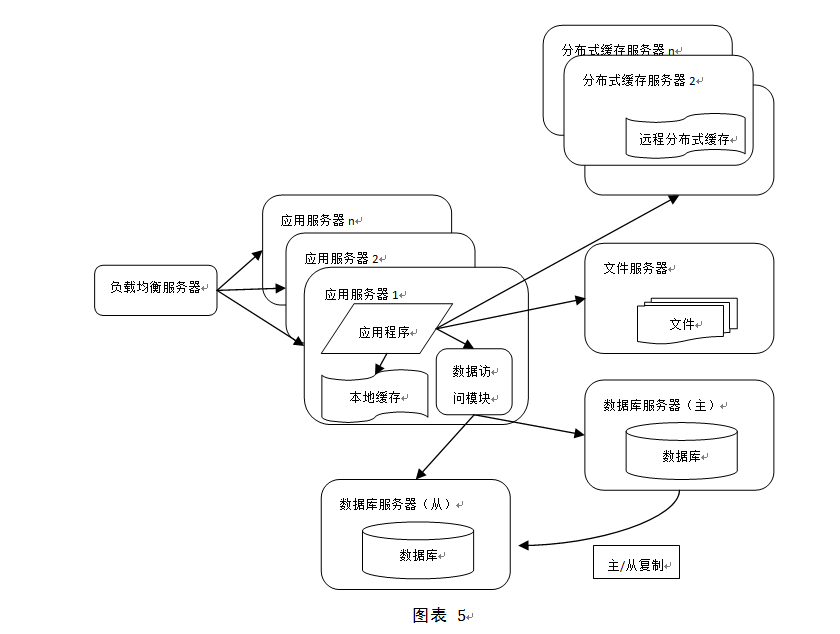 分布式缓存服务器 n
分布式缓存服务器 2
远程分布式缓存
应用服务器 n
应用服务器 2
应用服务器 1
负载均衡服务器
应用程序
本地缓存
数据访
问模块
文件服务器
文件
数据库服务器（主）
数据库
数据库服务器（从）
数据库
主/从复制
图表 5